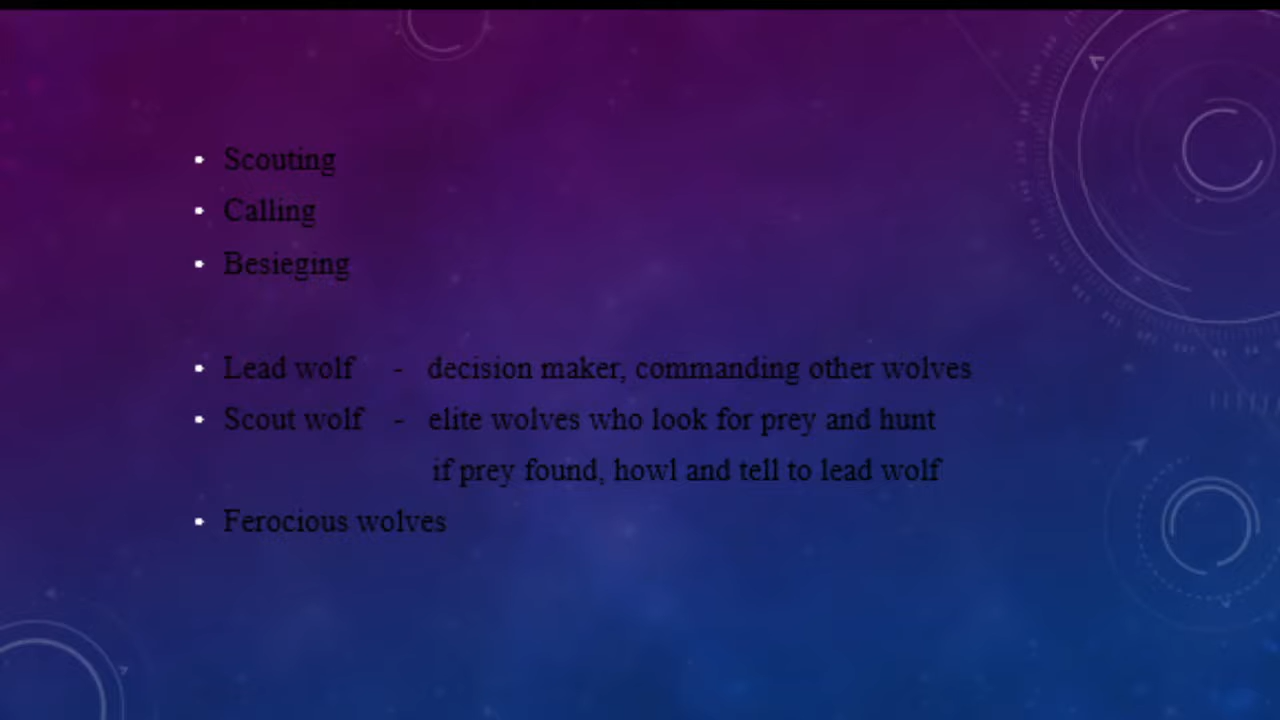 • Scouting
• Calling
• Besieging
• Lead wolf - decision maker, commanding other wolves
• Scout wolf - elite wolves who look for prey and hunt
if prey found, howl and tell to lead wolf
• Ferocious wolves